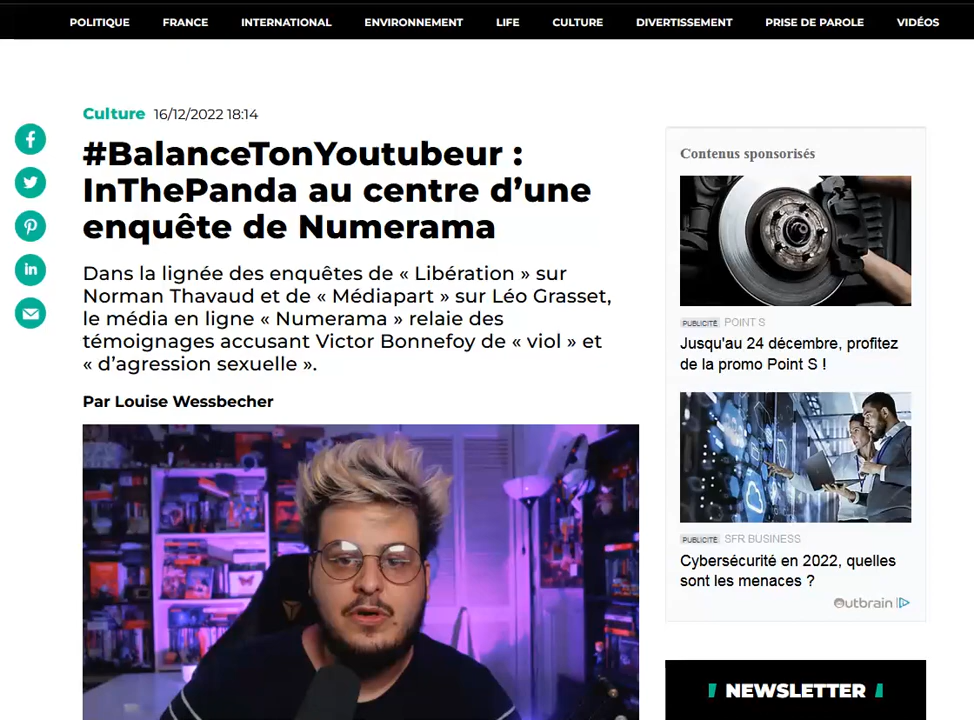 POLITIQUE FRANCE INTERNATIONAL ENVIRONNEMENT LIFE CULTURE DIVERTISSEMENT PRISE DE PAROLE VIDÉOS
Culture 16/12/2022 18:14
#BalanceTonYoutubeur :
InThePanda au centre d’une
enquête de Numerama
Dans la lignée des enquêtes de « Libération » sur
Norman Thavaud et de « Médiapart » sur Léo Grasset,
le média en ligne « Numerama » relaie des
témoignages accusant Victor Bonnefoy de « viol » et
« d’agression sexuelle ».
Par Louise Wessbecher
Contenus sponsorisés
PUBLICITÉ POINT S
Jusqu'au 24 décembre, profitez
de la promo Point S !
PUBLICITÉ SFR BUSINESS
Cybersécurité en 2022, quelles
sont les menaces ?
Outbrain
NEWSLETTER